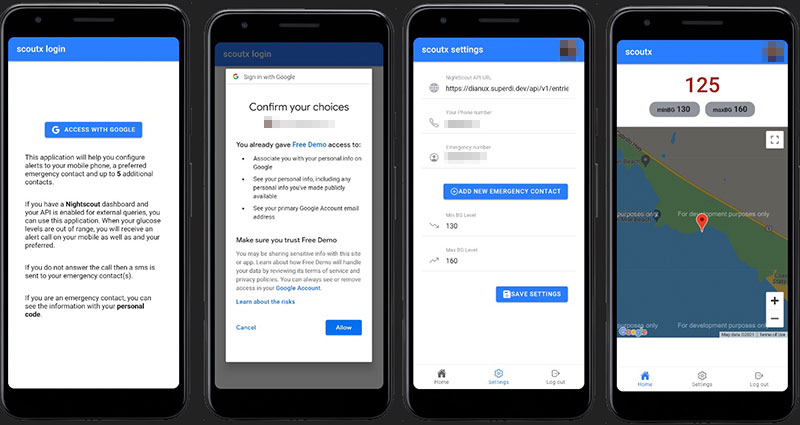 scoutx login
ACCESS WITH GOOGLE
This application will help you configure
alerts to your mobile phone, a preferred
emergency contact and up to 5 additional
contacts.
If you have a Nightscout dashboard and
your API is enabled for external queries, you
can use this application. When your glucose
levels are out of range, you will receive an
alert call on your mobile as well as and your
preferred.
If you do not answer the call then a sms is
sent to your emergency contact(s).
If you are an emergency contact, you can
see the information with your personal
code.
scoutx login
Sign in with Google
Confirm your choices
You already gave Free Demo access to:
Associate you with your personal info on
Google
See your personal info, including any
personal info you've made publicly
available
See your primary Google Account email
address
Make sure you trust Free Demo
You may be sharing sensitive info with this site
or app. Learn about how Free Demo will handle
your data by reviewing its terms of service and
privacy policies. You can always see or remove
access in your Google Account.
Learn about the risks
Cancel
Allow
scoutx settings
NightScout API URL
https://dianux.superdi.dev/api/v1/entrie
Your Phone number
Emergency number
ADD NEW EMERGENCY CONTACT
Min BG Level
130
Max BG Level
160
SAVE SETTINGS
Home
Settings
Log out
scoutx
125
minBG 130
maxBG 160
For development purposes only
For development purposes only
Google
Map data ©2021
Terms of Use
Home
Settings
Log out